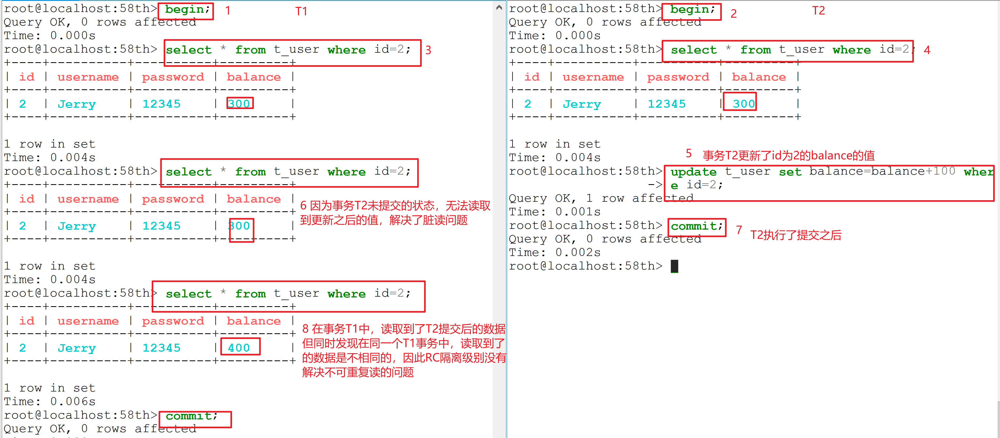 root@localhost:58th> begin; 1 T1
Query OK, 0 rows affected
Time: 0.000s
root@localhost:58th> select * from t_user where id=2; 3
+----+----------+----------+---------+
| id | username | password | balance |
+----+----------+----------+---------+
| 2  | Jerry    | 12345    | 300     |
+----+----------+----------+---------+
1 row in set
Time: 0.004s
root@localhost:58th> select * from t_user where id=2;
+----+----------+----------+---------+
| id | username | password | balance |
+----+----------+----------+---------+
| 2  | Jerry    | 12345    | 300     |
+----+----------+----------+---------+
6 因为事务T2未提交的状态，无法读取
到更新之后的值，解决了脏读问题
1 row in set
Time: 0.004s
root@localhost:58th> select * from t_user where id=2;
+----+----------+----------+---------+
| id | username | password | balance |
+----+----------+----------+---------+
| 2  | Jerry    | 12345    | 400     |
+----+----------+----------+---------+
8 在事务T1中，读取到了T2提交后的数据
但同时发现在同一个T1事务中，读取到了
的数据是不相同的，因此RC隔离级别没有
解决不可重复读的问题
1 row in set
Time: 0.006s
root@localhost:58th> commit;
Query OK, 0 rows affected
root@localhost:58th> begin; 2 T2
Query OK, 0 rows affected
Time: 0.000s
root@localhost:58th> select * from t_user where id=2; 4
+----+----------+----------+---------+
| id | username | password | balance |
+----+----------+----------+---------+
| 2  | Jerry    | 12345    | 300     |
+----+----------+----------+---------+
1 row in set
Time: 0.004s
5 事务T2更新了id为2的balance的值
root@localhost:58th> update t_user set balance=balance+100 wher
-> e id=2;
Query OK, 1 row affected
Time: 0.001s
root@localhost:58th> commit; 7 T2执行了提交之后
Query OK, 0 rows affected
Time: 0.002s
root@localhost:58th>